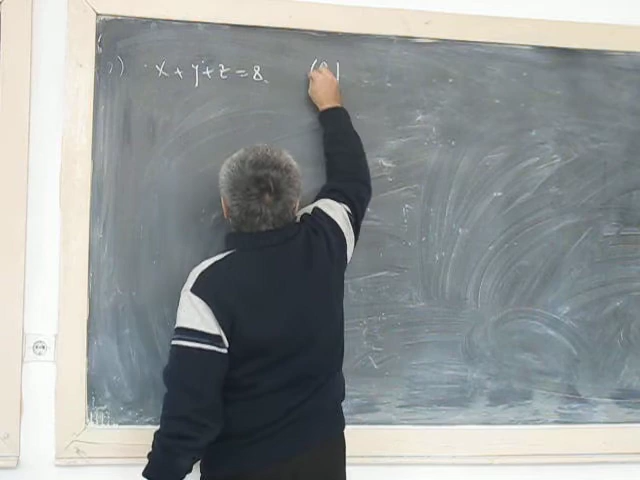 x + y + z = 8